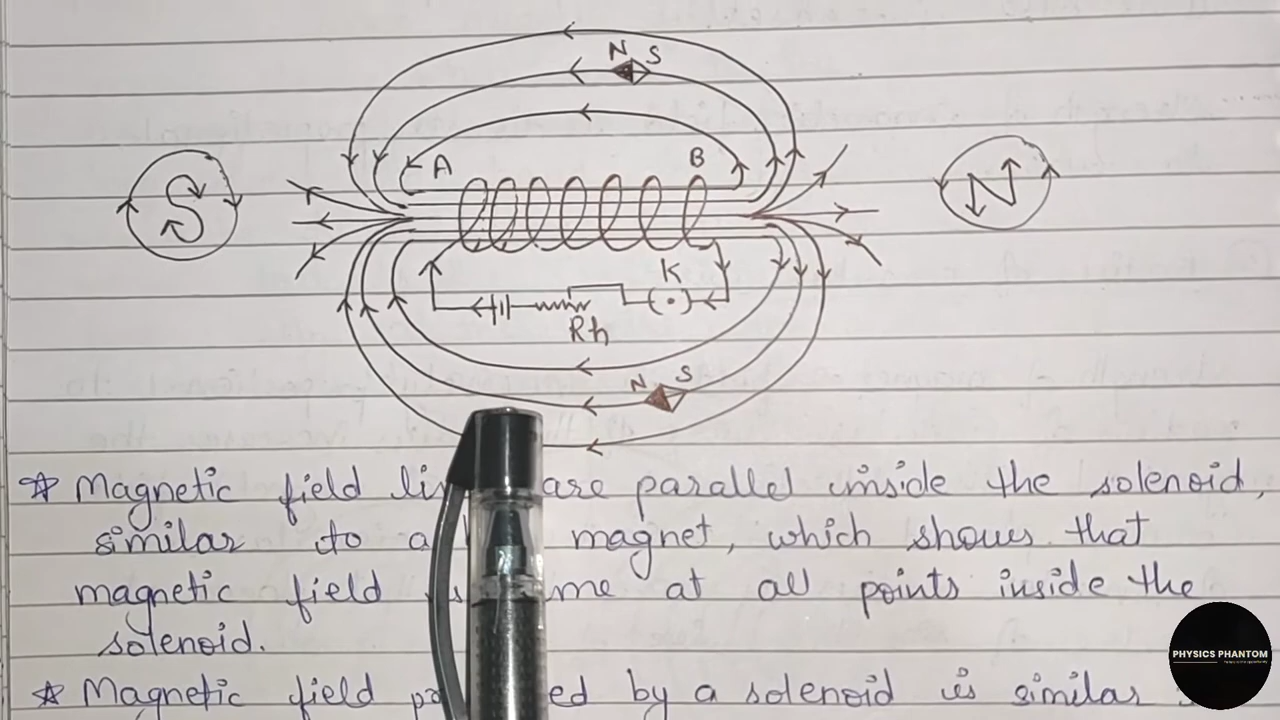 N S
A B
S N
K
Rh
N S
* Magnetic field are parallel inside the solenoid,
similar to a magnet, which shows that
magnetic field at all points inside the
solenoid.
* Magnetic field by a solenoid is similar
PHYSICS PHANTOM